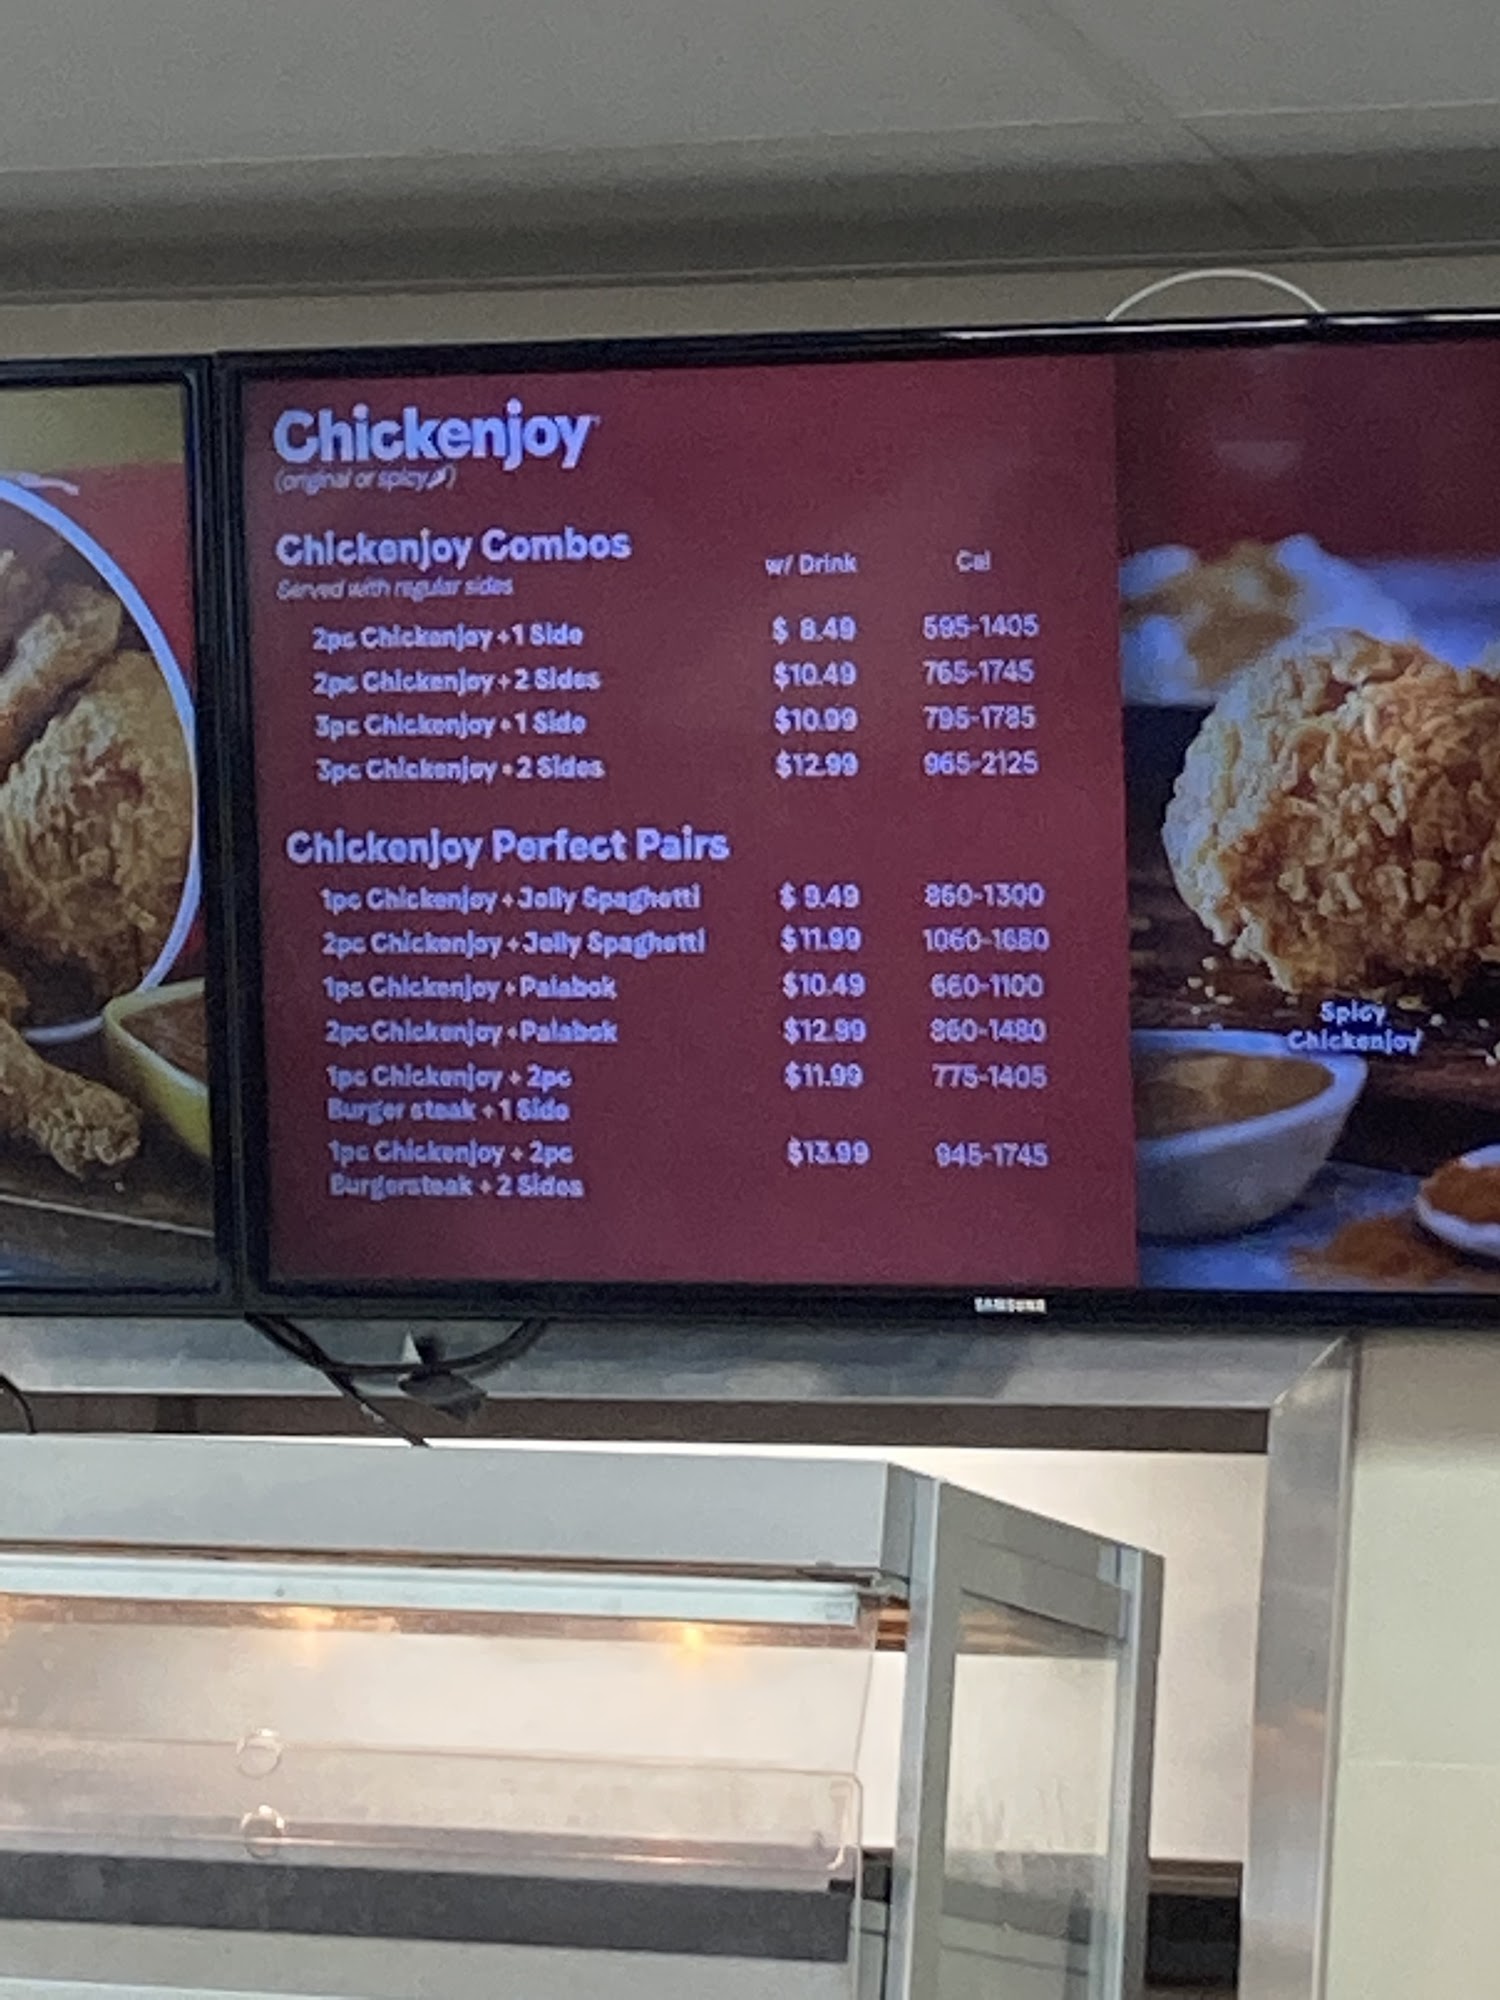 Chickenjoy
(original or spicy)
Chickenjoy Combos
Served with regular sides
w/ Drink Cal
2pc Chickenjoy + 1 Side $ 8.49 595-1405
2pc Chickenjoy + 2 Sides $10.49 765-1745
3pc Chickenjoy + 1 Side $10.99 795-1785
3pc Chickenjoy + 2 Sides $12.99 965-2125
Chickenjoy Perfect Pairs
1pc Chickenjoy + Jolly Spaghetti $ 9.49 860-1300
2pc Chickenjoy + Jolly Spaghetti $11.99 1060-1680
1pc Chickenjoy + Palabok $10.49 660-1100
2pc Chickenjoy + Palabok $12.99 860-1480
1pc Chickenjoy + 2pc $11.99 775-1405
Burger steak + 1 Side
1pc Chickenjoy + 2pc $13.99 945-1745
Burgersteak + 2 Sides
Spicy
Chickenjoy
SAMSUNG